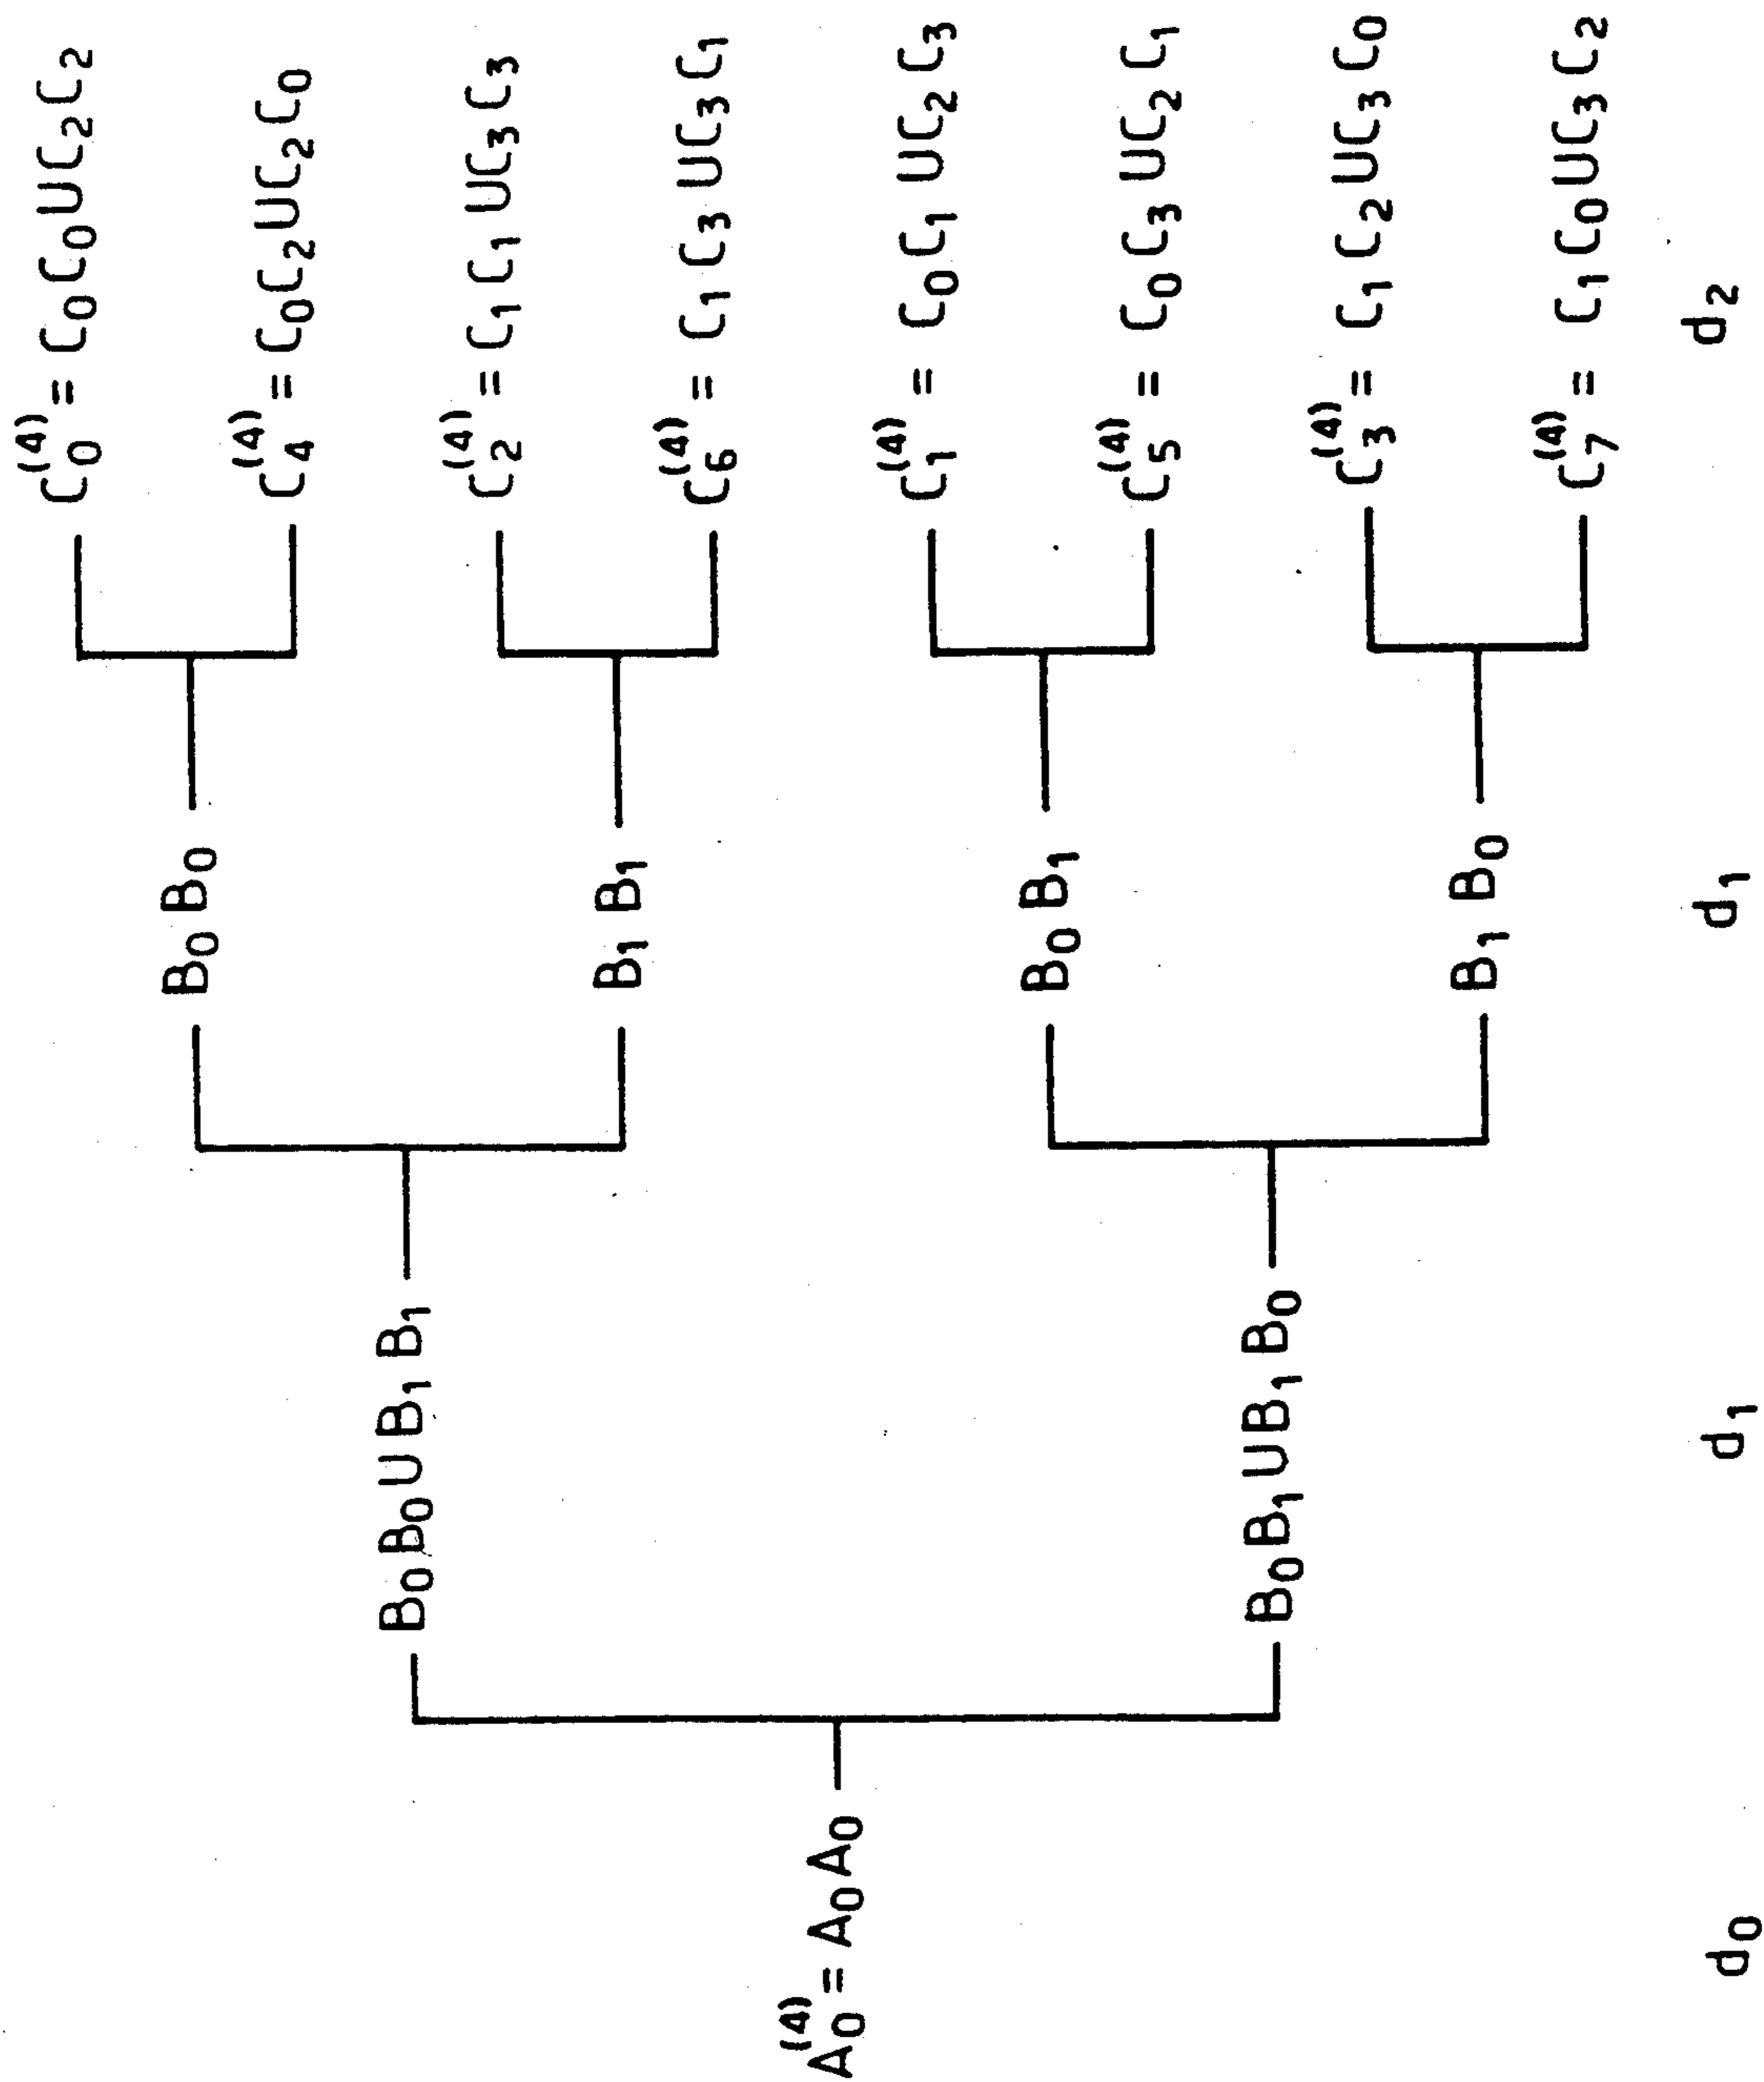 C₀⁽⁴⁾ = C₀C₀UC₂C₂
B₀B₀
C₄⁽⁴⁾ = C₀C₂UC₂C₀
B₀B₀UB₁B₁
C₂⁽⁴⁾ = C₁C₁UC₃C₃
B₁B₁
C₆⁽⁴⁾ = C₁C₃UC₃C₁
A₀⁽⁴⁾ = A₀A₀
C₁⁽⁴⁾ = C₀C₁UC₂C₃
B₀B₁
C₅⁽⁴⁾ = C₀C₃UC₂C₁
B₀B₁UB₁B₀
C₃⁽⁴⁾ = C₁C₂UC₃C₀
B₁B₀
C₇⁽⁴⁾ = C₁C₀UC₃C₂
d₀ d₁ d₁ d₂